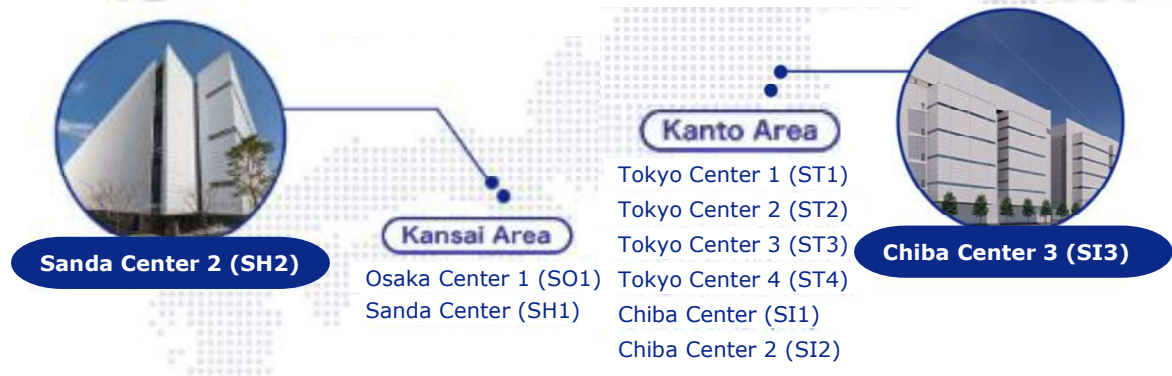 Sanda Center 2 (SH2)
Kansai Area
Osaka Center 1 (SO1)
Sanda Center (SH1)
Kanto Area
Tokyo Center 1 (ST1)
Tokyo Center 2 (ST2)
Tokyo Center 3 (ST3)
Tokyo Center 4 (ST4)
Chiba Center (SI1)
Chiba Center 2 (SI2)
Chiba Center 3 (SI3)